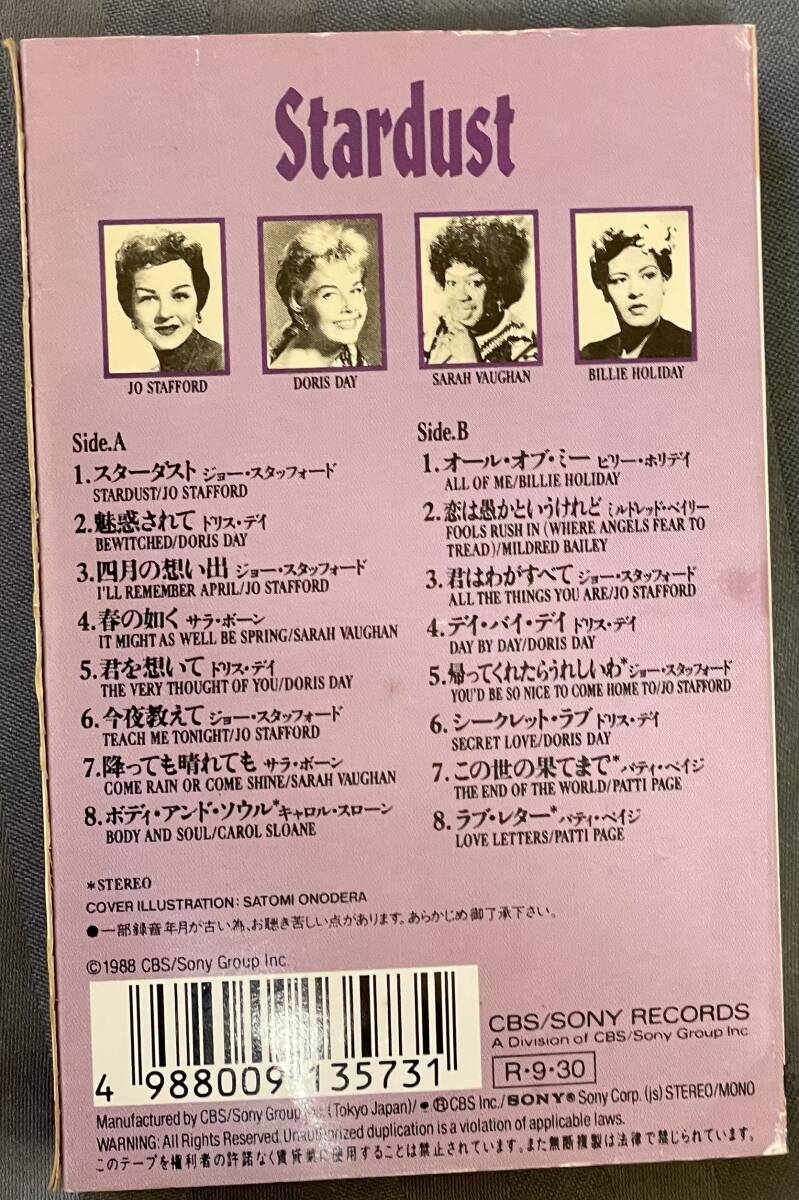 Stardust
JO STAFFORD
DORIS DAY
SARAH VAUGHAN
BILLIE HOLIDAY
Side.A
1.スターダスト ジョー・スタッフォード
STARDUST/JO STAFFORD
2.魅惑されて ドリス・デイ
BEWITCHED/DORIS DAY
3.四月の想い出 ジョー・スタッフォード
I'LL REMEMBER APRIL/JO STAFFORD
4.春の如く サラ・ボーン
IT MIGHT AS WELL BE SPRING/SARAH VAUGHAN
5.君を想いて ドリス・デイ
THE VERY THOUGHT OF YOU/DORIS DAY
6.今夜教えて ジョー・スタッフォード
TEACH ME TONIGHT/JO STAFFORD
7.降っても晴れても サラ・ボーン
COME RAIN OR COME SHINE/SARAH VAUGHAN
8.ボディ・アンド・ソウル*キャロル・スローン
BODY AND SOUL/CAROL SLOANE
Side.B
1.オール・オブ・ミー ビリー・ホリデイ
ALL OF ME/BILLIE HOLIDAY
2.恋は愚かというけれど ミルドレッド・ベイリー
FOOLS RUSH IN (WHERE ANGELS FEAR TO
TREAD)/MILDRED BAILEY
3.君はわがすべて ジョー・スタッフォード
ALL THE THINGS YOU ARE/JO STAFFORD
4.デイ・バイ・デイ ドリス・デイ
DAY BY DAY/DORIS DAY
5.帰ってくれたらうれしいわ*ジョー・スタッフォード
YOU'D BE SO NICE TO COME HOME TO/JO STAFFORD
6.シークレット・ラブ ドリス・デイ
SECRET LOVE/DORIS DAY
7.この世の果てまで*パティ・ペイジ
THE END OF THE WORLD/PATTI PAGE
8.ラブ・レター*パティ・ペイジ
LOVE LETTERS/PATTI PAGE
*STEREO
COVER ILLUSTRATION: SATOMI ONODERA
●一部録音年月が古い為、お聴き苦しい点があります。あらかじめ御了承下さい。
©1988 CBS/Sony Group Inc.
4 988009 135731
CBS/SONY RECORDS
A Division of CBS/Sony Group Inc
R・9・30
Manufactured by CBS/Sony Group Inc. (Tokyo Japan)/ ®CBS Inc./SONY® Sony Corp. (js) STEREO/MONO
WARNING: All Rights Reserved. Unauthorized duplication is a violation of applicable laws.
このテープを権利者の許諾なく賃貸業に使用することは禁止されています。また無断複製は法律で禁じられています。